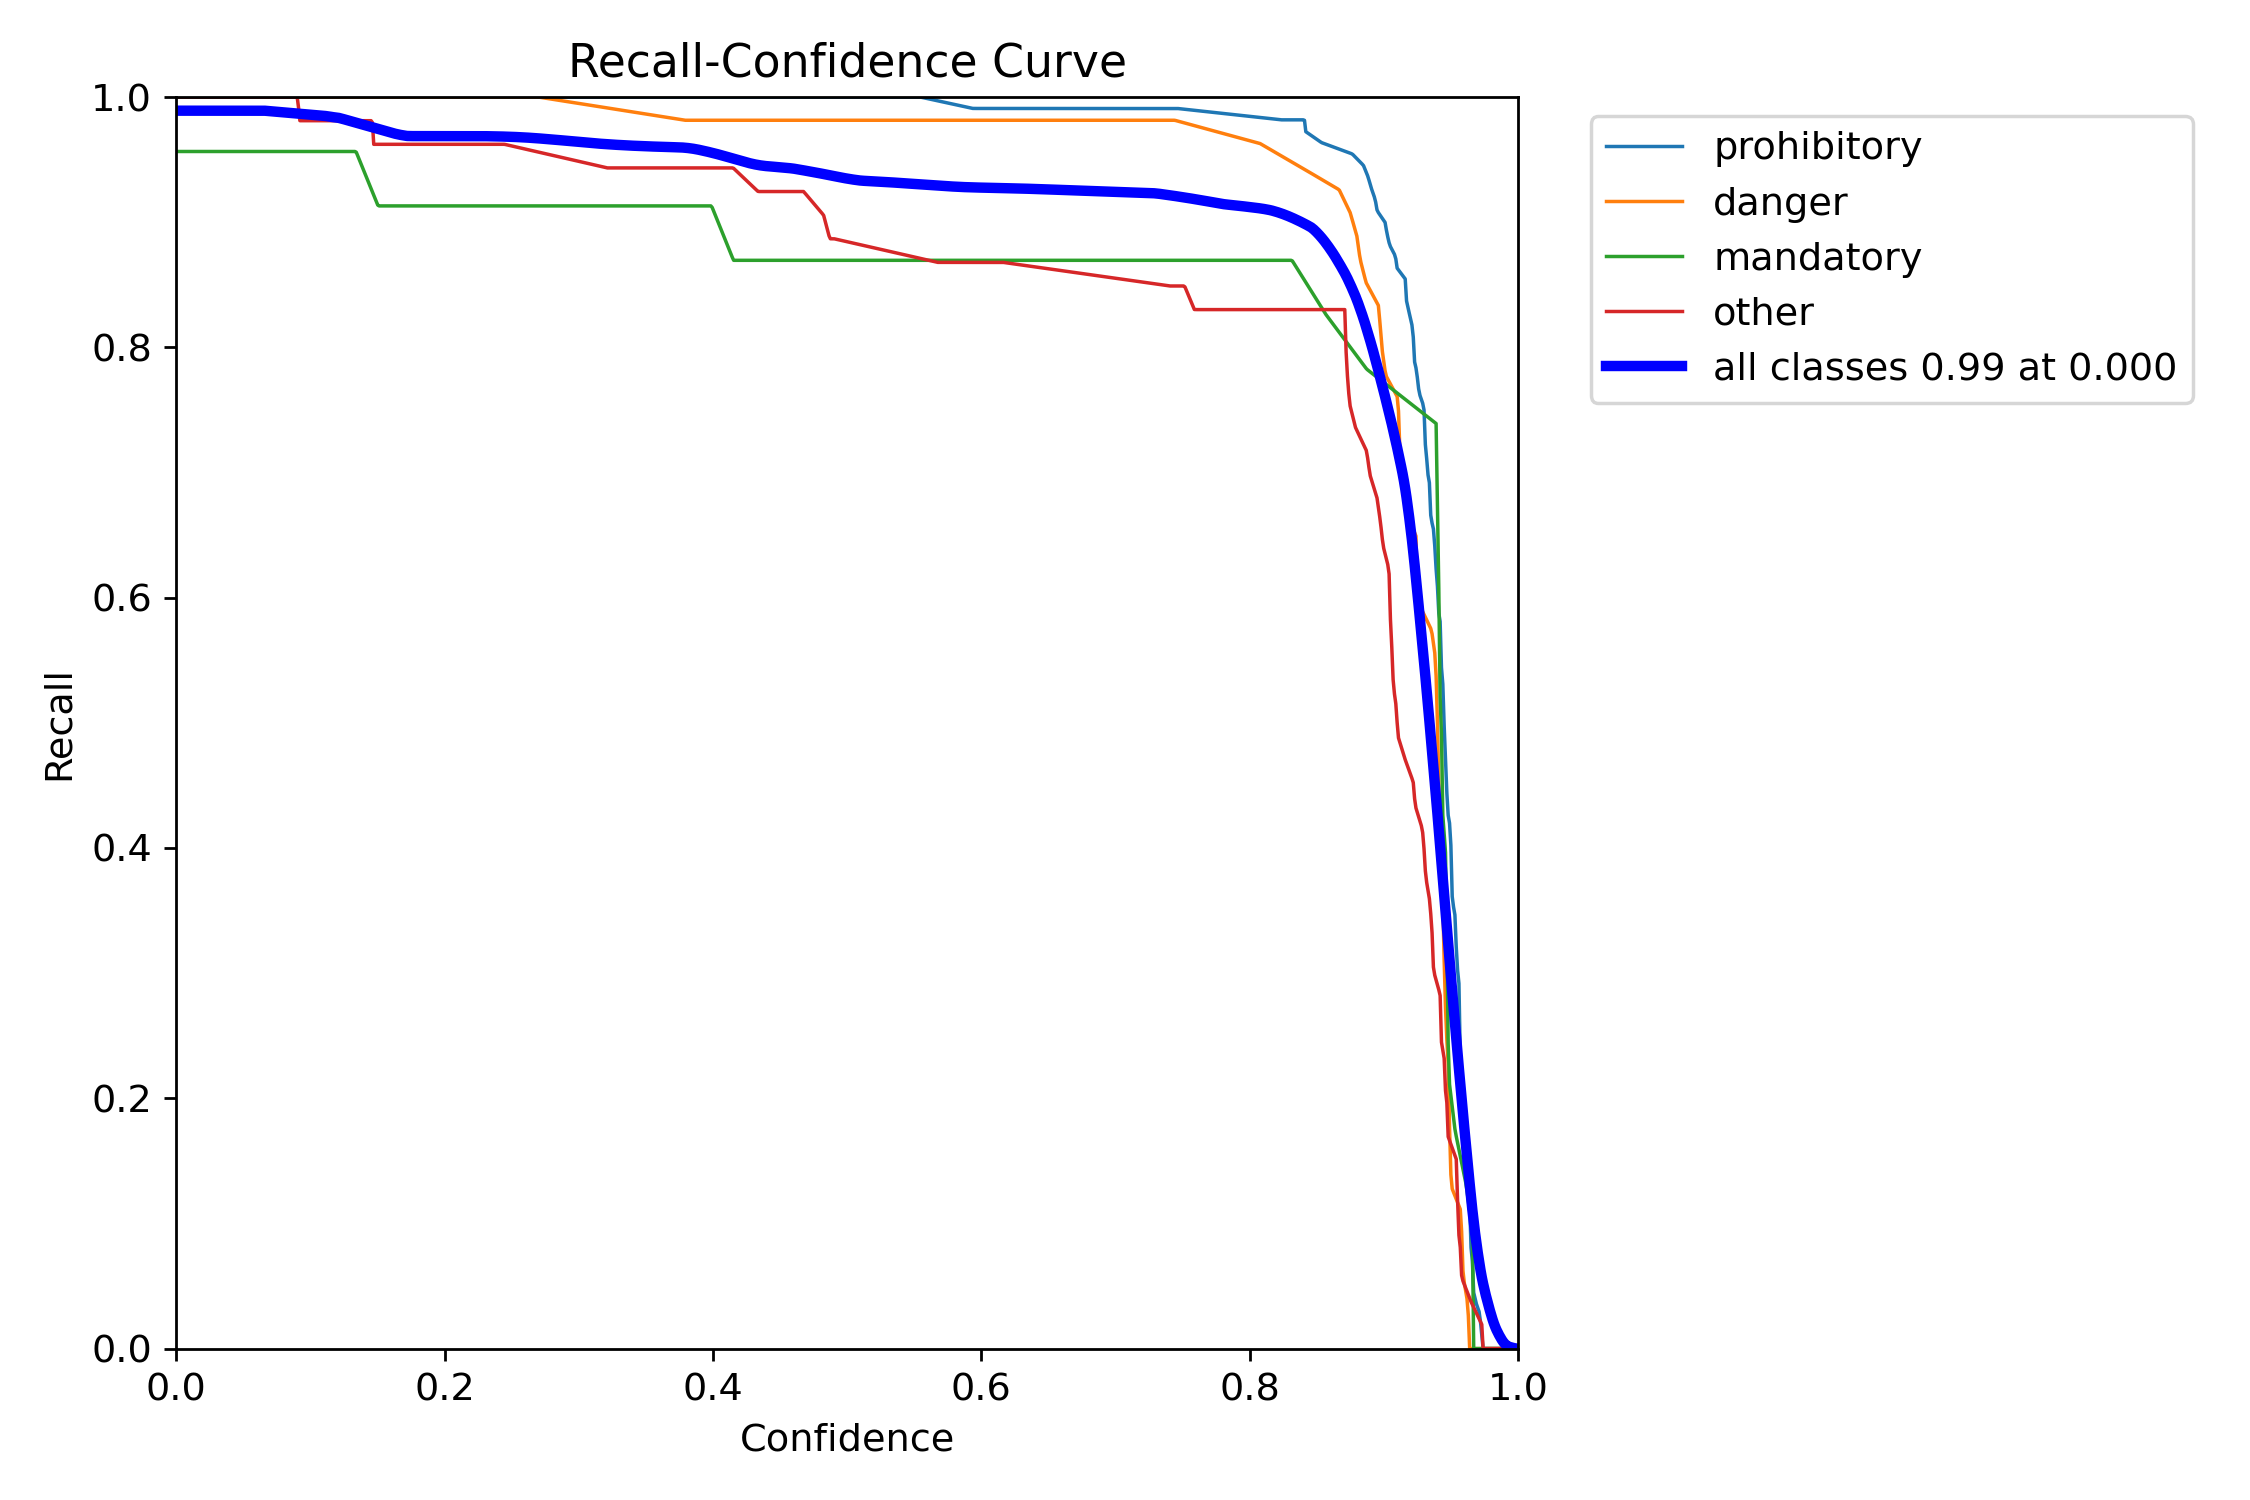 Recall-Confidence Curve
1.0
0.8
0.6
0.4
0.2
0.0
Recall
0.0 0.2 0.4 0.6 0.8 1.0
Confidence
prohibitory
danger
mandatory
other
all classes 0.99 at 0.000